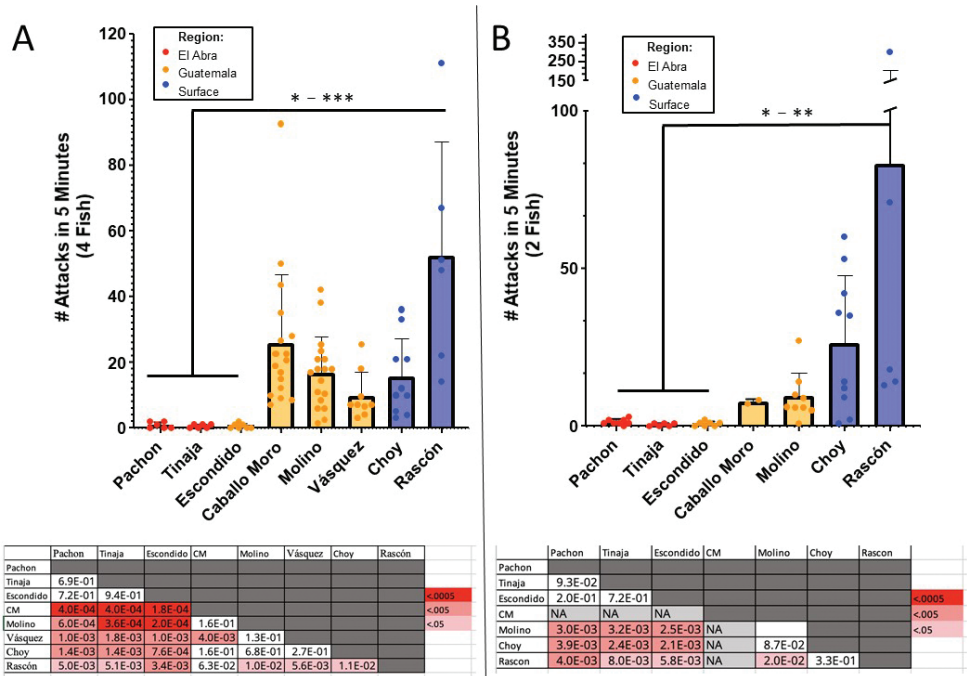 A
Region:
El Abra
Guatemala
Surface
* - ***
# Attacks in 5 Minutes
(4 Fish)
120
100
80
60
40
20
0
Pachon
Tinaja
Escondido
Caballo Moro
Molino
Vásquez
Choy
Rascón
Pachon Tinaja Escondido CM Molino Vásquez Choy Rascón
Pachon
Tinaja 6.9E-01
Escondido 7.2E-01 9.4E-01 <.0005
CM 4.0E-04 4.0E-04 1.8E-04 <.005
Molino 6.0E-04 3.6E-04 2.0E-04 1.6E-01 <.05
Vásquez 1.0E-03 1.8E-03 1.0E-03 4.0E-03 1.3E-01
Choy 1.4E-03 1.4E-03 7.6E-04 1.6E-01 6.8E-01 2.7E-01
Rascón 5.0E-03 5.1E-03 3.4E-03 6.3E-02 1.0E-02 5.6E-03 1.1E-02
B
Region:
El Abra
Guatemala
Surface
* - **
# Attacks in 5 Minutes
(2 Fish)
350
250
150
100
50
0
Pachon
Tinaja
Escondido
Caballo Moro
Molino
Choy
Rascón
Pachon Tinaja Escondido CM Molino Choy Rascon
Pachon
Tinaja 9.3E-02
Escondido 2.0E-01 7.2E-01 <.0005
CM NA NA NA <.005
Molino 3.0E-03 3.2E-03 2.5E-03 NA <.05
Choy 3.9E-03 2.4E-03 2.1E-03 NA 8.7E-02
Rascon 4.0E-03 8.0E-03 5.8E-03 NA 2.0E-02 3.3E-01